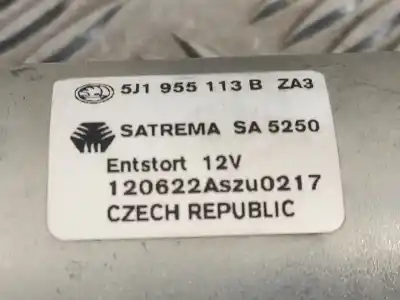 5J1 955 113 B ZA3
SATREMA SA 5250
Entstort 12V
120622Aszu0217
CZECH REPUBLIC